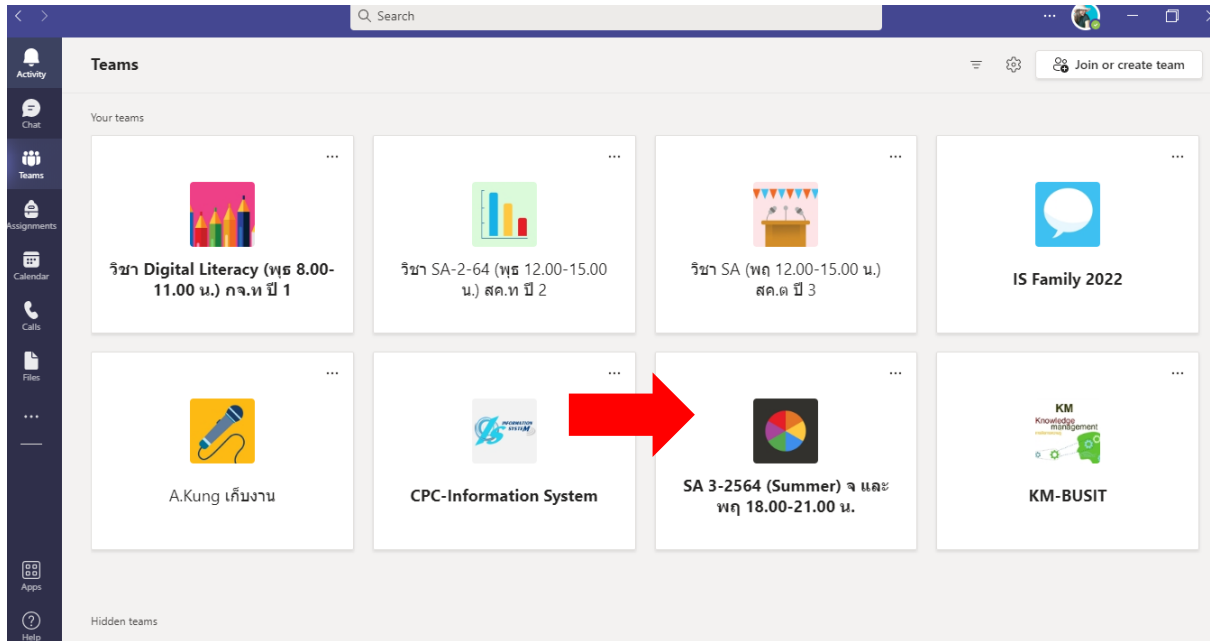 Search
Activity
Chat
Teams
Assignments
Calendar
Calls
Files
Apps
Help
Teams
Join or create team
Your teams
วิชา Digital Literacy (พุธ 8.00-
11.00 น.) กจ.ท ปี 1
วิชา SA-2-64 (พุธ 12.00-15.00
น.) สค.ท ปี 2
วิชา SA (พฤ 12.00-15.00 น.)
สค.ต ปี 3
IS Family 2022
A.Kung เก็บงาน
INFORMATION
SYSTEM
CPC-Information System
SA 3-2564 (Summer) จ และ
พฤ 18.00-21.00 น.
KM
Knowledge
management
KM-BUSIT
Hidden teams